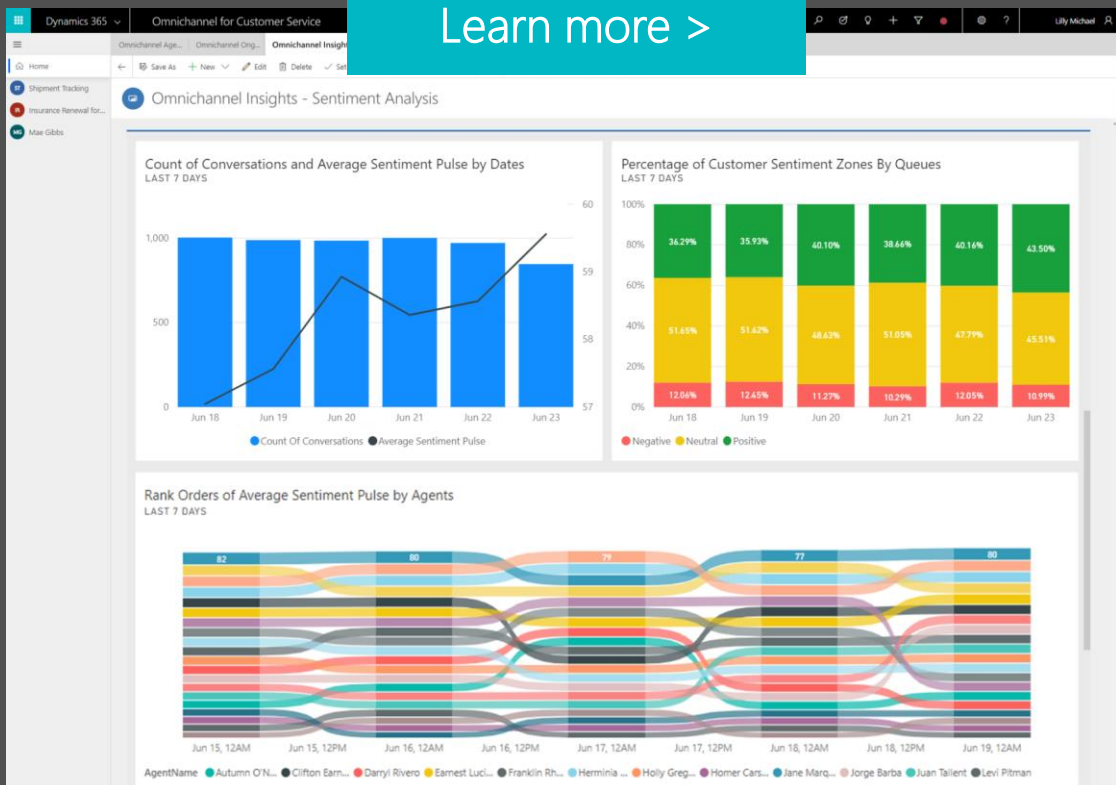 Learn more >
Dynamics 365
Omnichannel for Customer Service
?
Lilly Michael
Omnichannel Age...
Omnichannel Ong...
Omnichannel Insight
Home
Save As
New
Edit
Delete
Set
ST Shipment Tracking
IR Insurance Renewal for...
MG Mae Gibbs
Omnichannel Insights - Sentiment Analysis
Count of Conversations and Average Sentiment Pulse by Dates
LAST 7 DAYS
60
1,000
59
500
58
0
57
Jun 18 Jun 19 Jun 20 Jun 21 Jun 22 Jun 23
Count Of Conversations Average Sentiment Pulse
Percentage of Customer Sentiment Zones By Queues
LAST 7 DAYS
100%
80%
60%
40%
20%
0%
36.29% 35.93% 40.10% 38.66% 40.16% 43.50%
51.65% 51.62% 48.63% 51.05% 47.79% 45.51%
12.06% 12.45% 11.27% 10.29% 12.05% 10.99%
Jun 18 Jun 19 Jun 20 Jun 21 Jun 22 Jun 23
Negative Neutral Positive
Rank Orders of Average Sentiment Pulse by Agents
LAST 7 DAYS
82 80 79 77 80
Jun 15, 12AM Jun 15, 12PM Jun 16, 12AM Jun 16, 12PM Jun 17, 12AM Jun 17, 12PM Jun 18, 12AM Jun 18, 12PM Jun 19, 12AM
AgentName Autumn O'N... Clifton Earn... Darryl Rivero Earnest Luci... Franklin Rh... Herminia ... Holly Greg... Homer Cars... Jane Marq... Jorge Barba Juan Tallent Levi Pitman